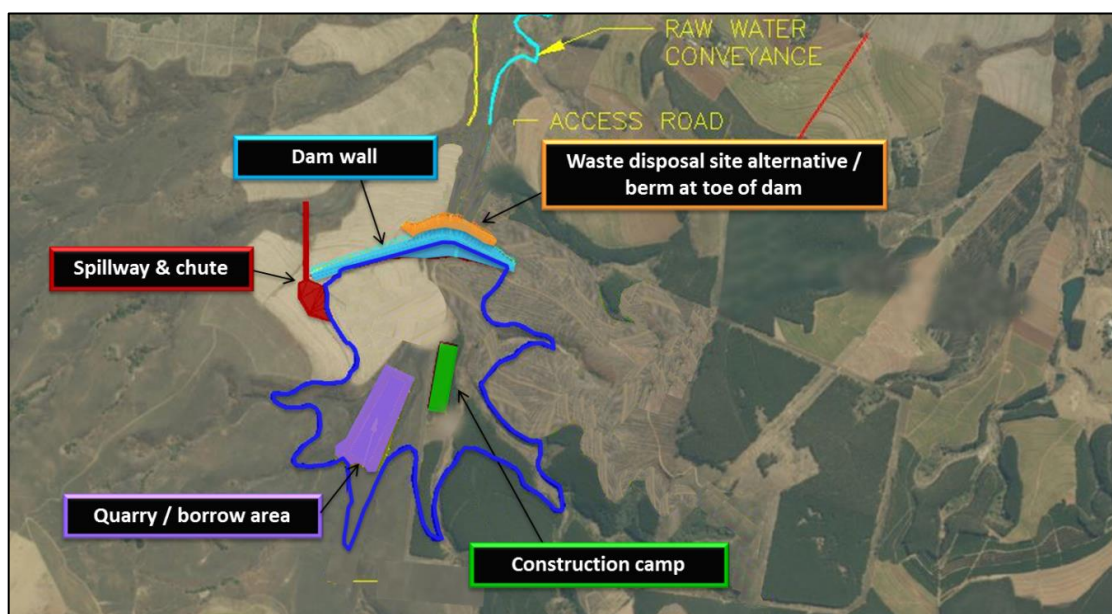 RAW WATER
CONVEYANCE
ACCESS ROAD
Dam wall
Waste disposal site alternative /
berm at toe of dam
Spillway & chute
Quarry / borrow area
Construction camp